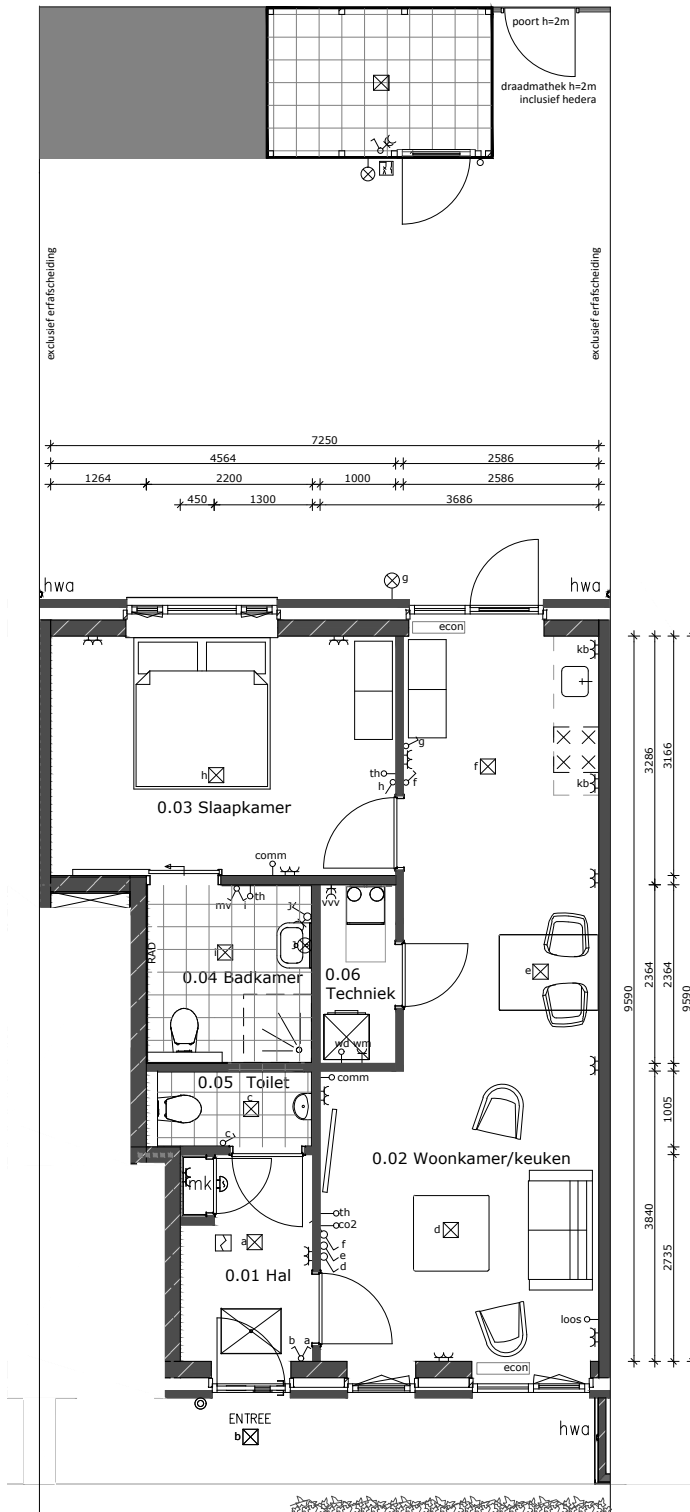 poort h=2m
draadmathek h=2m
inclusief hedera
exclusief erfafscheiding
exclusief erfafscheiding
7250
4564
2586
1264
2200
1000
2586
450
1300
3686
hwa
g
hwa
econ
kb
g
f
th
h
f
kb
h
0.03 Slaapkamer
comm
3286
3166
mv
th
vvv
RAD
i
0.04 Badkamer
0.06
Techniek
e
2364
2364
9590
9590
wd wm
comm
0.05 Toilet
c
c
1005
0.02 Woonkamer/keuken
mk
th
co2
f
e
d
a
d
3840
2735
0.01 Hal
loos
b
a
econ
ENTREE
b
hwa